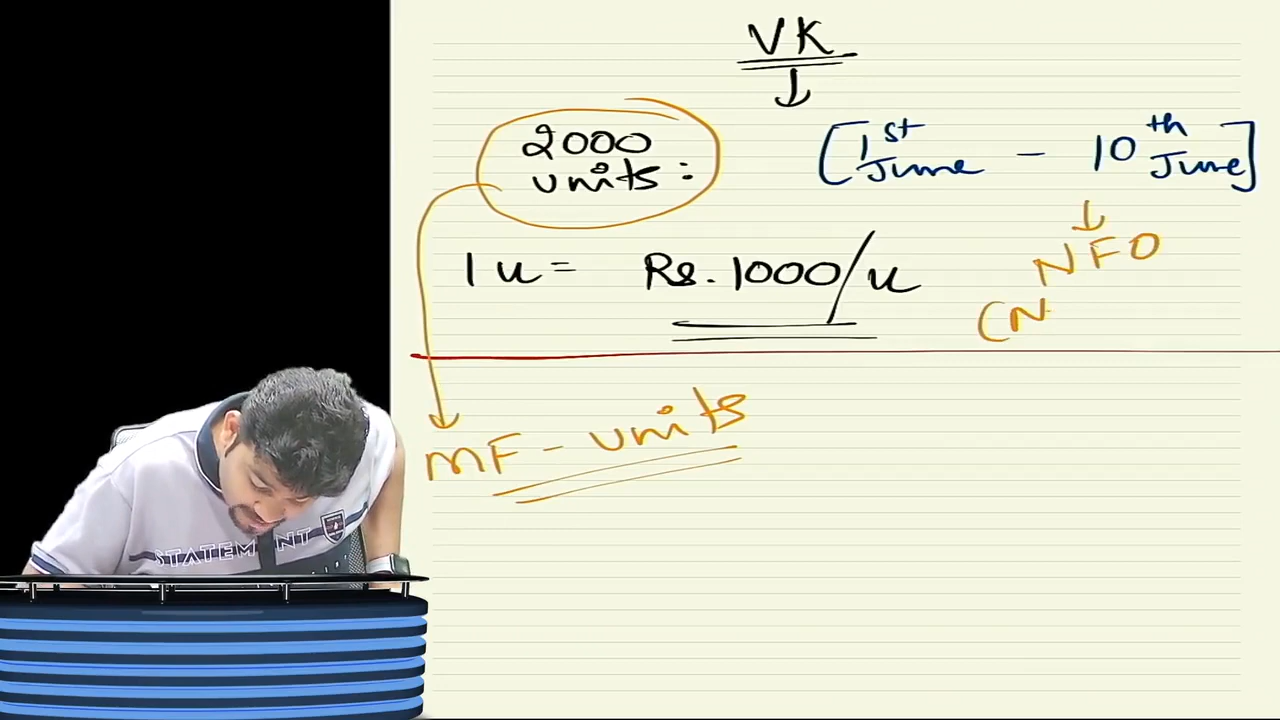 VK
2000
units:
[1st June - 10th June]
1 u = Rs. 1000/u
NFO
(N
MF - units
STATEMENT